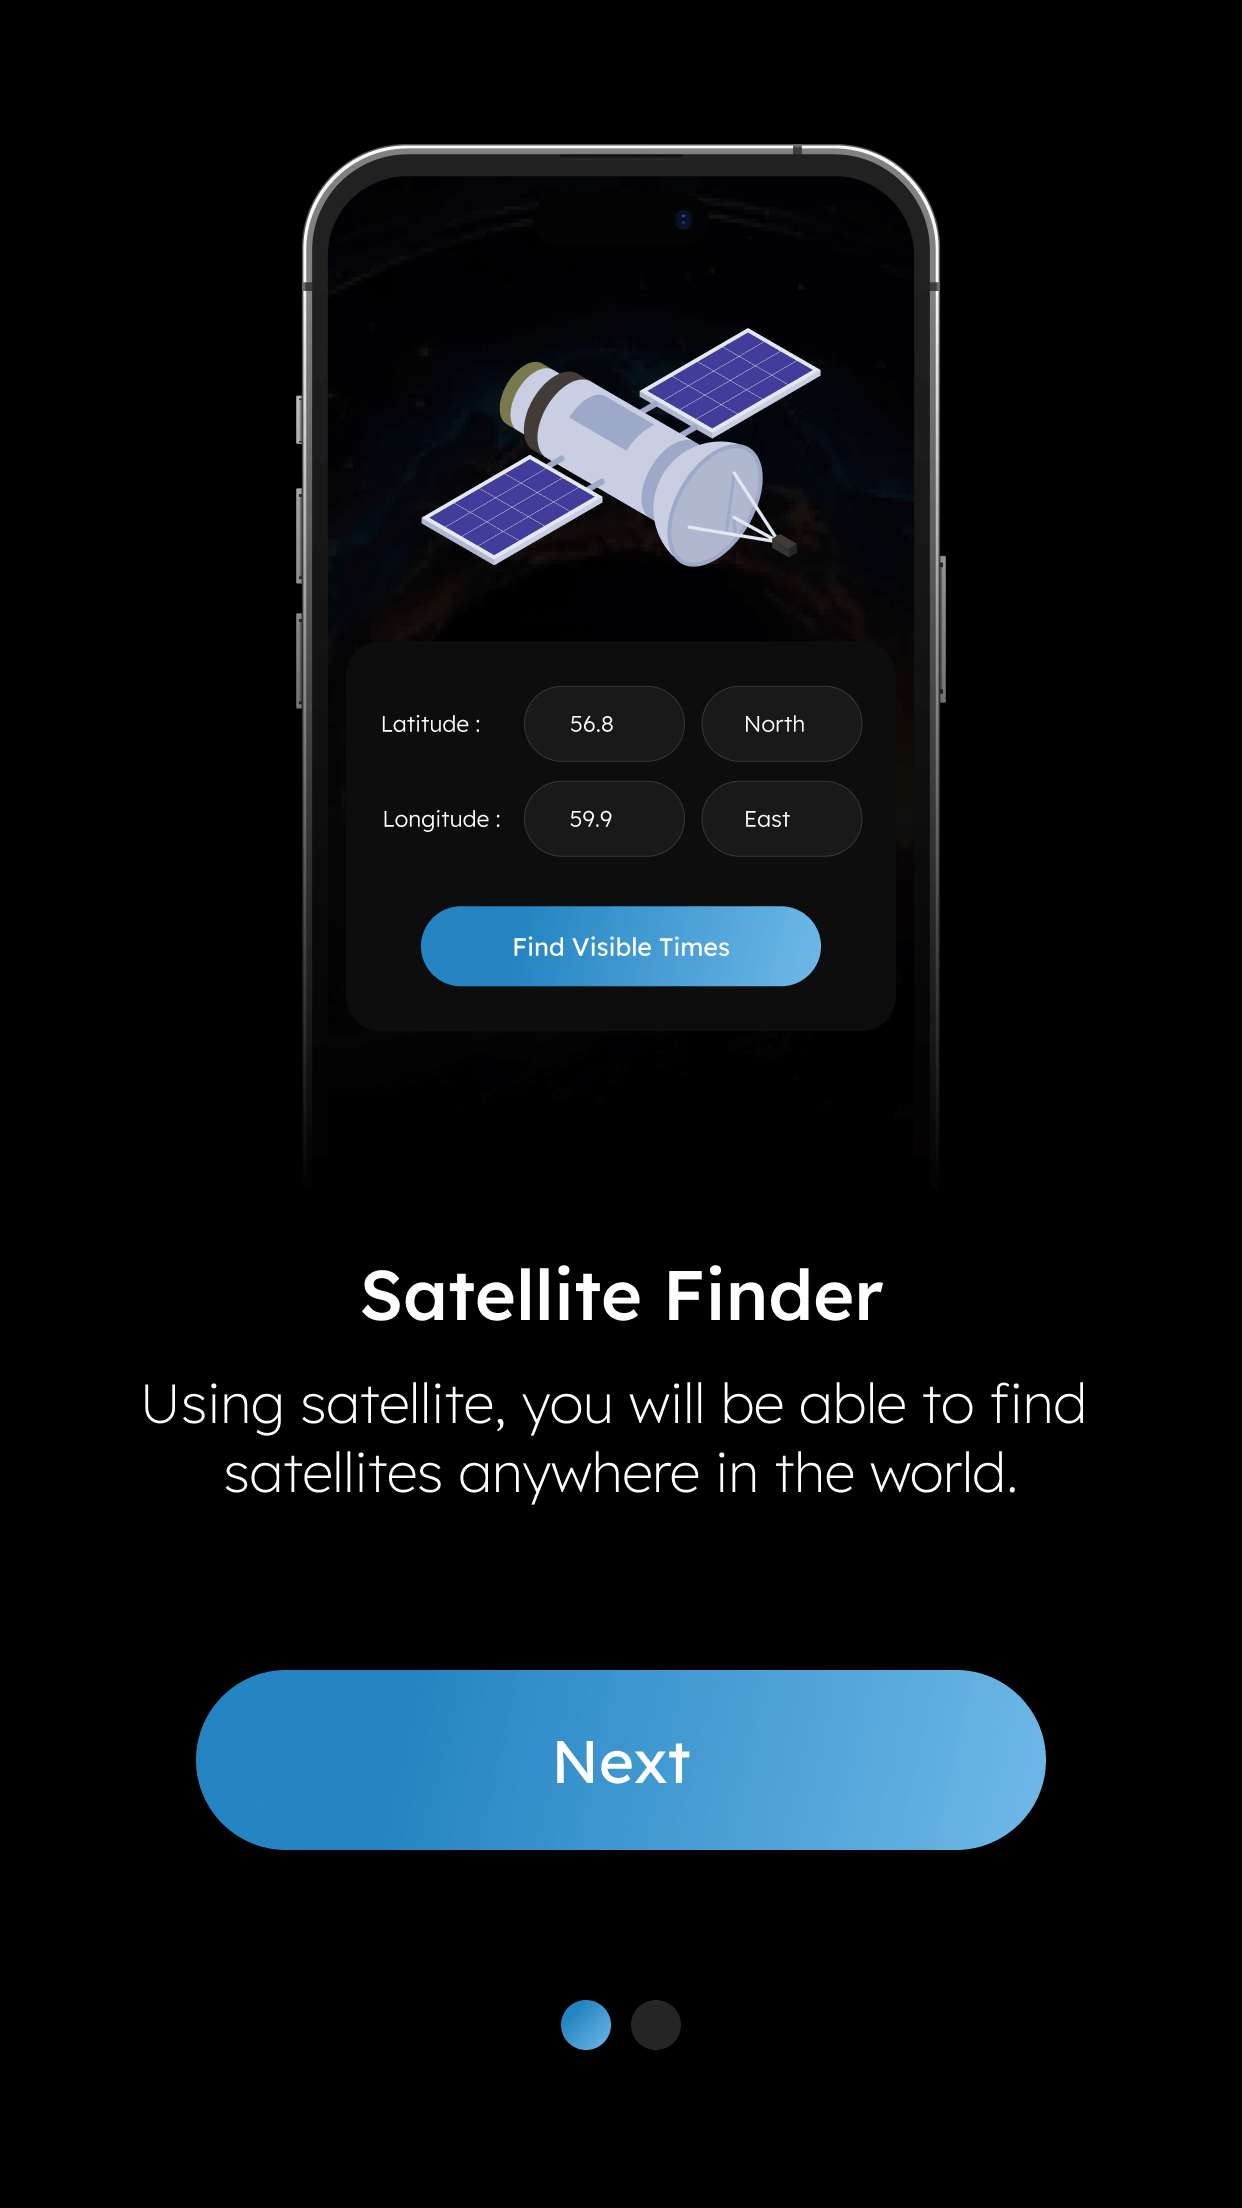 Latitude : 56.8 North
Longitude : 59.9 East
Find Visible Times
Satellite Finder
Using satellite, you will be able to find
satellites anywhere in the world.
Next